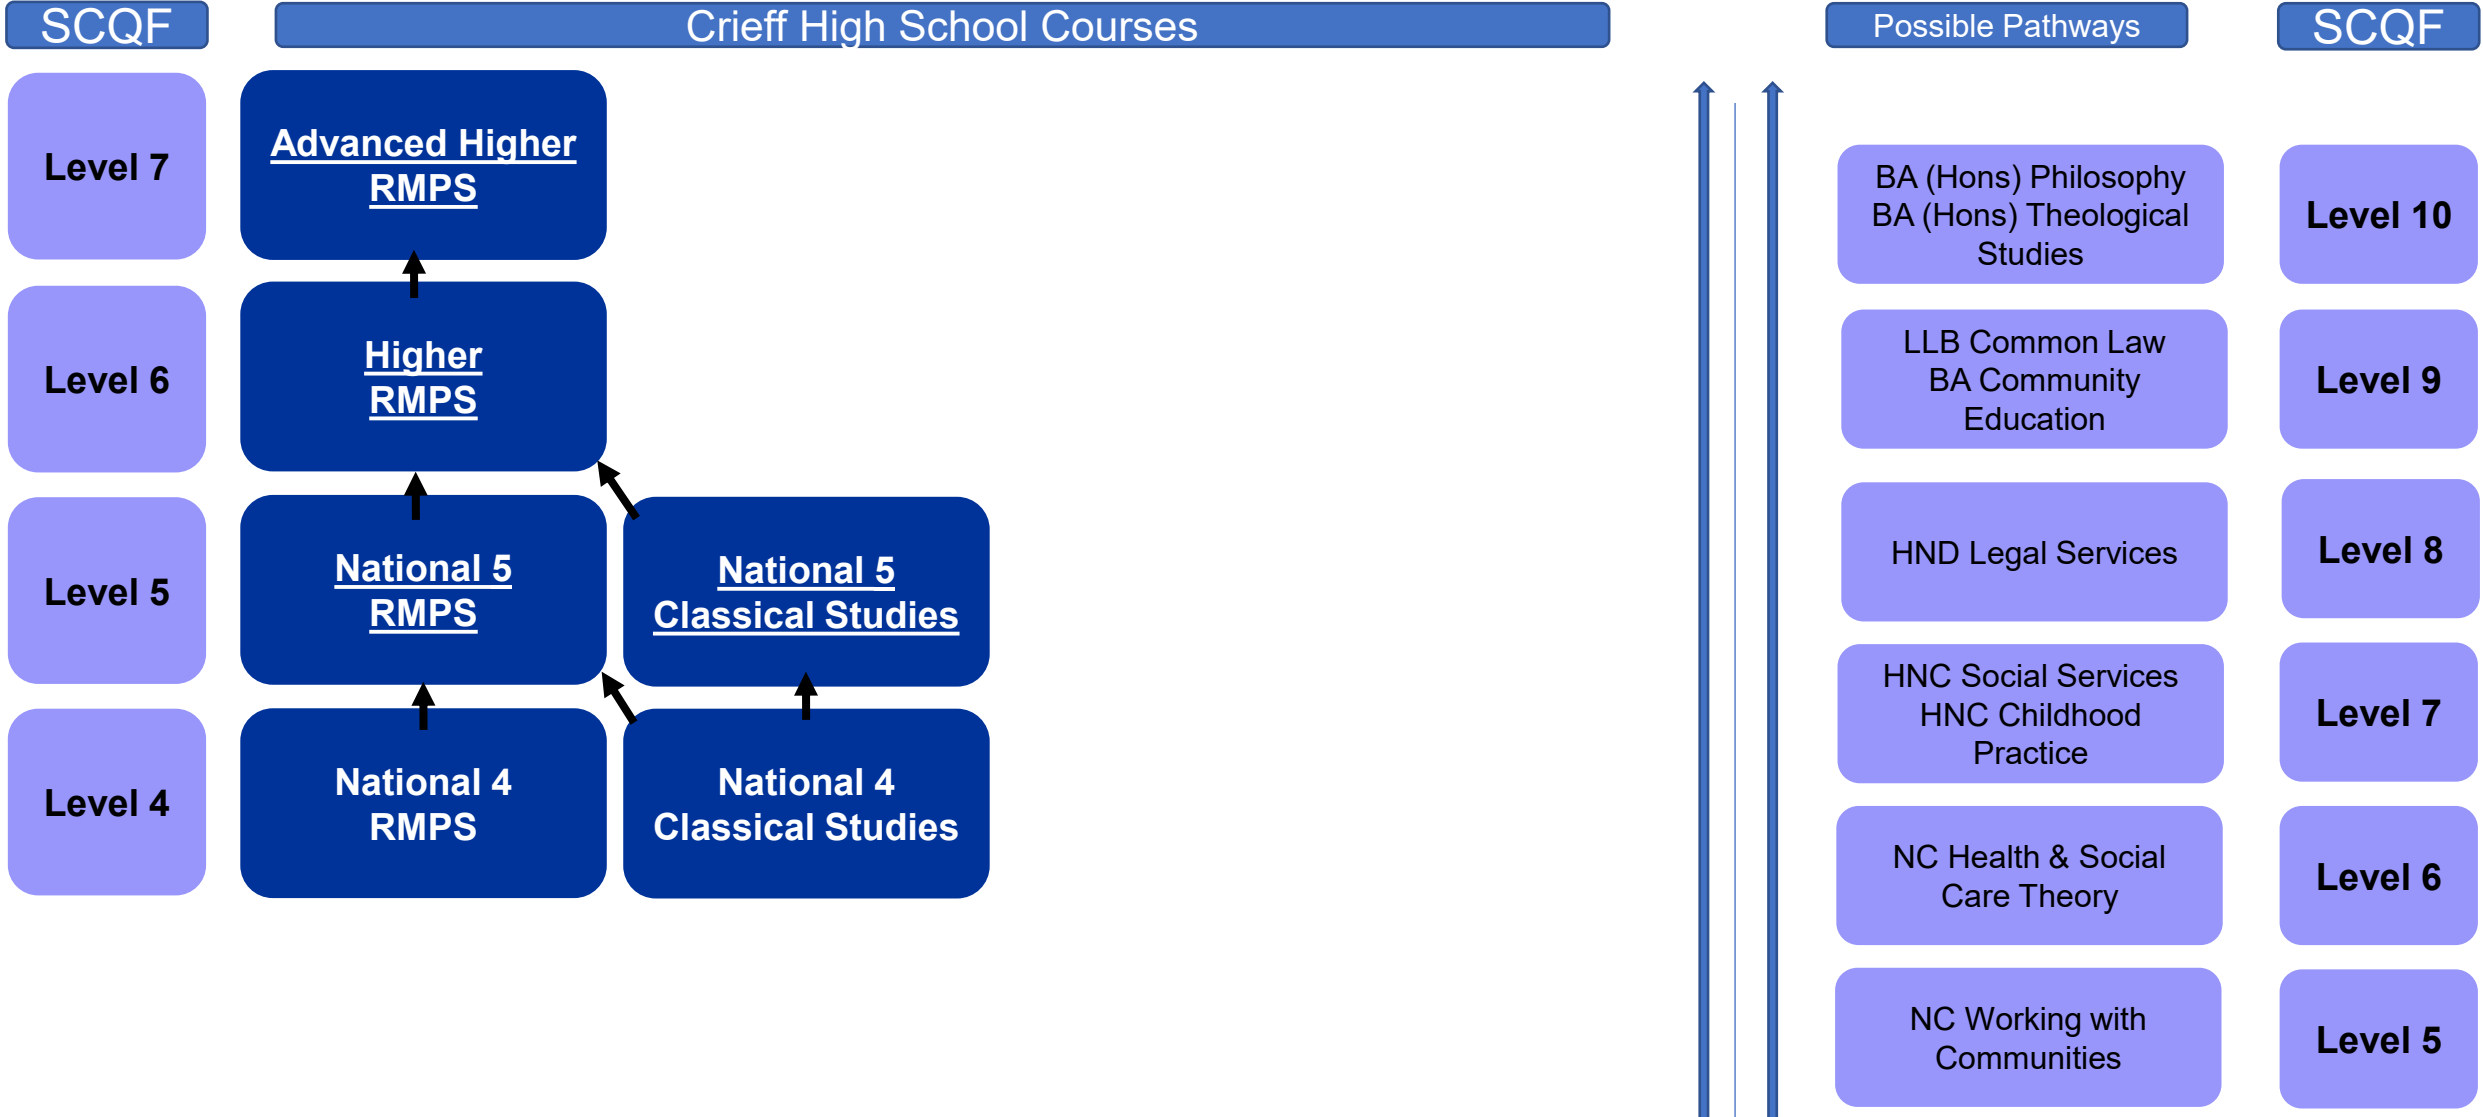 SCQF
Crieff High School Courses
Possible Pathways
SCQF
Level 7
Advanced Higher
RMPS
Level 6
Higher
RMPS
Level 5
National 5
RMPS
National 5
Classical Studies
Level 4
National 4
RMPS
National 4
Classical Studies
BA (Hons) Philosophy
BA (Hons) Theological
Studies
Level 10
LLB Common Law
BA Community
Education
Level 9
HND Legal Services
Level 8
HNC Social Services
HNC Childhood
Practice
Level 7
NC Health & Social
Care Theory
Level 6
NC Working with
Communities
Level 5